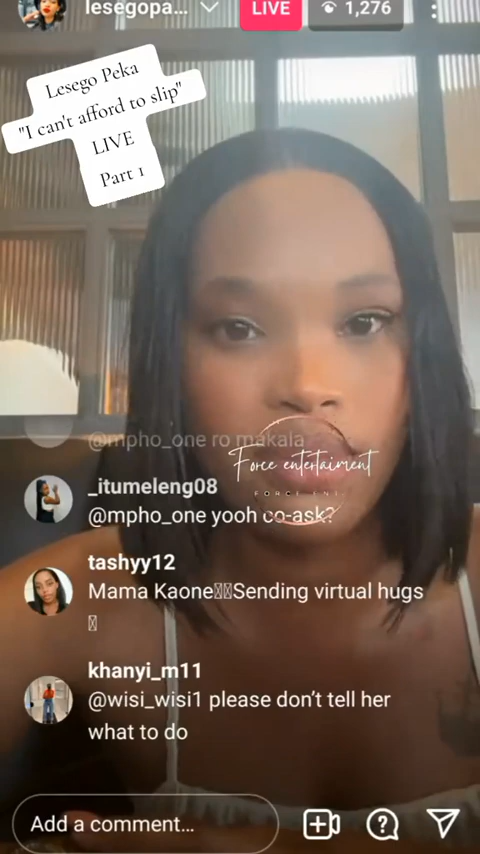 lesegopa...
LIVE
1,276
Lesego Peka
"I can't afford to slip"
LIVE
Part 1
@mpho_one ro makala
Force entertaiment
FORCE ENT
_itumeleng08
@mpho_one yooh co-ask?
tashyy12
Mama Kaone Sending virtual hugs
khanyi_m11
@wisi_wisi1 please don't tell her
what to do
Add a comment...